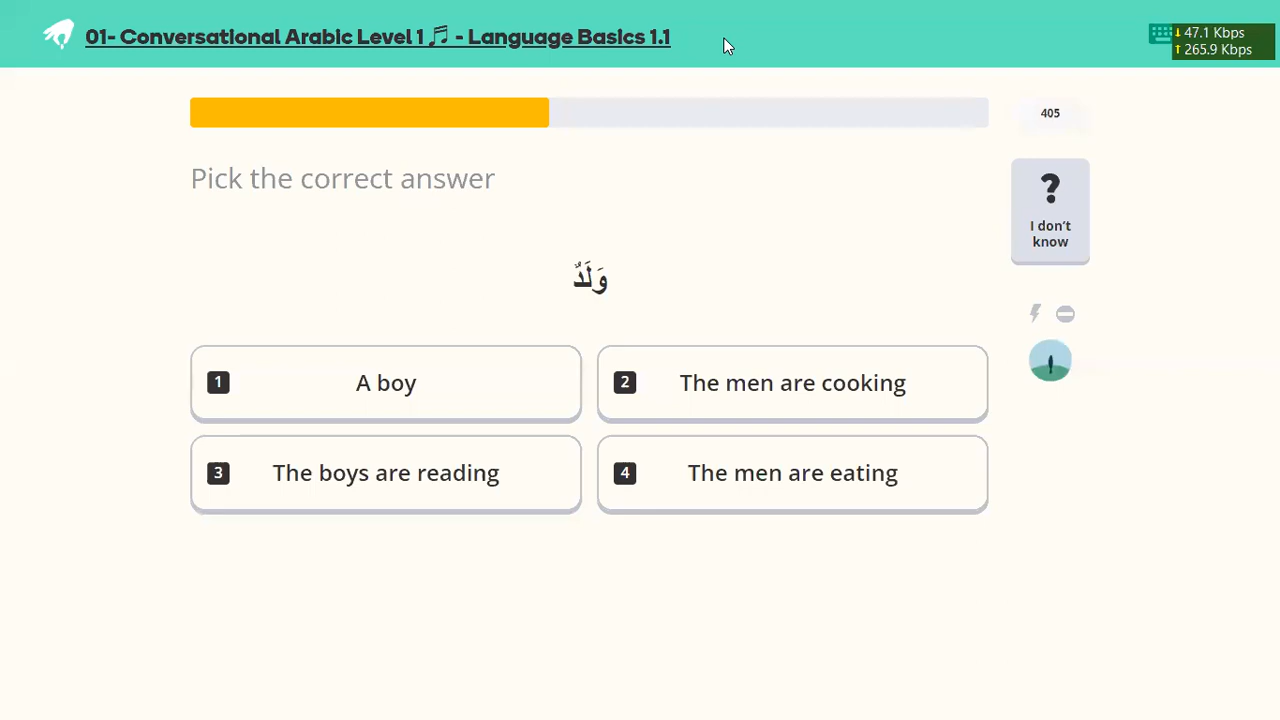 01- Conversational Arabic Level 1 🎵 - Language Basics 1.1
↓ 47.1 Kbps
↑ 265.9 Kbps
405
Pick the correct answer
?
I don't
know
وَلَدٌ
1 A boy
2 The men are cooking
3 The boys are reading
4 The men are eating